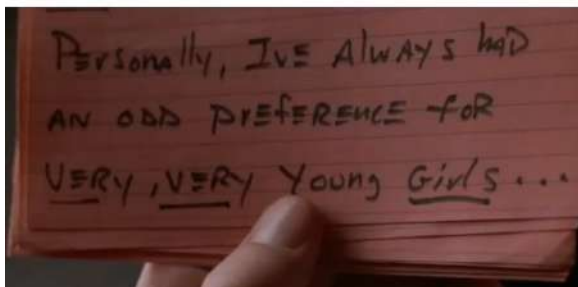 PErsonally, IvE AlwAyS hAD
AN ODD prEfERENCE foR
VERy, VERy Young Girls...